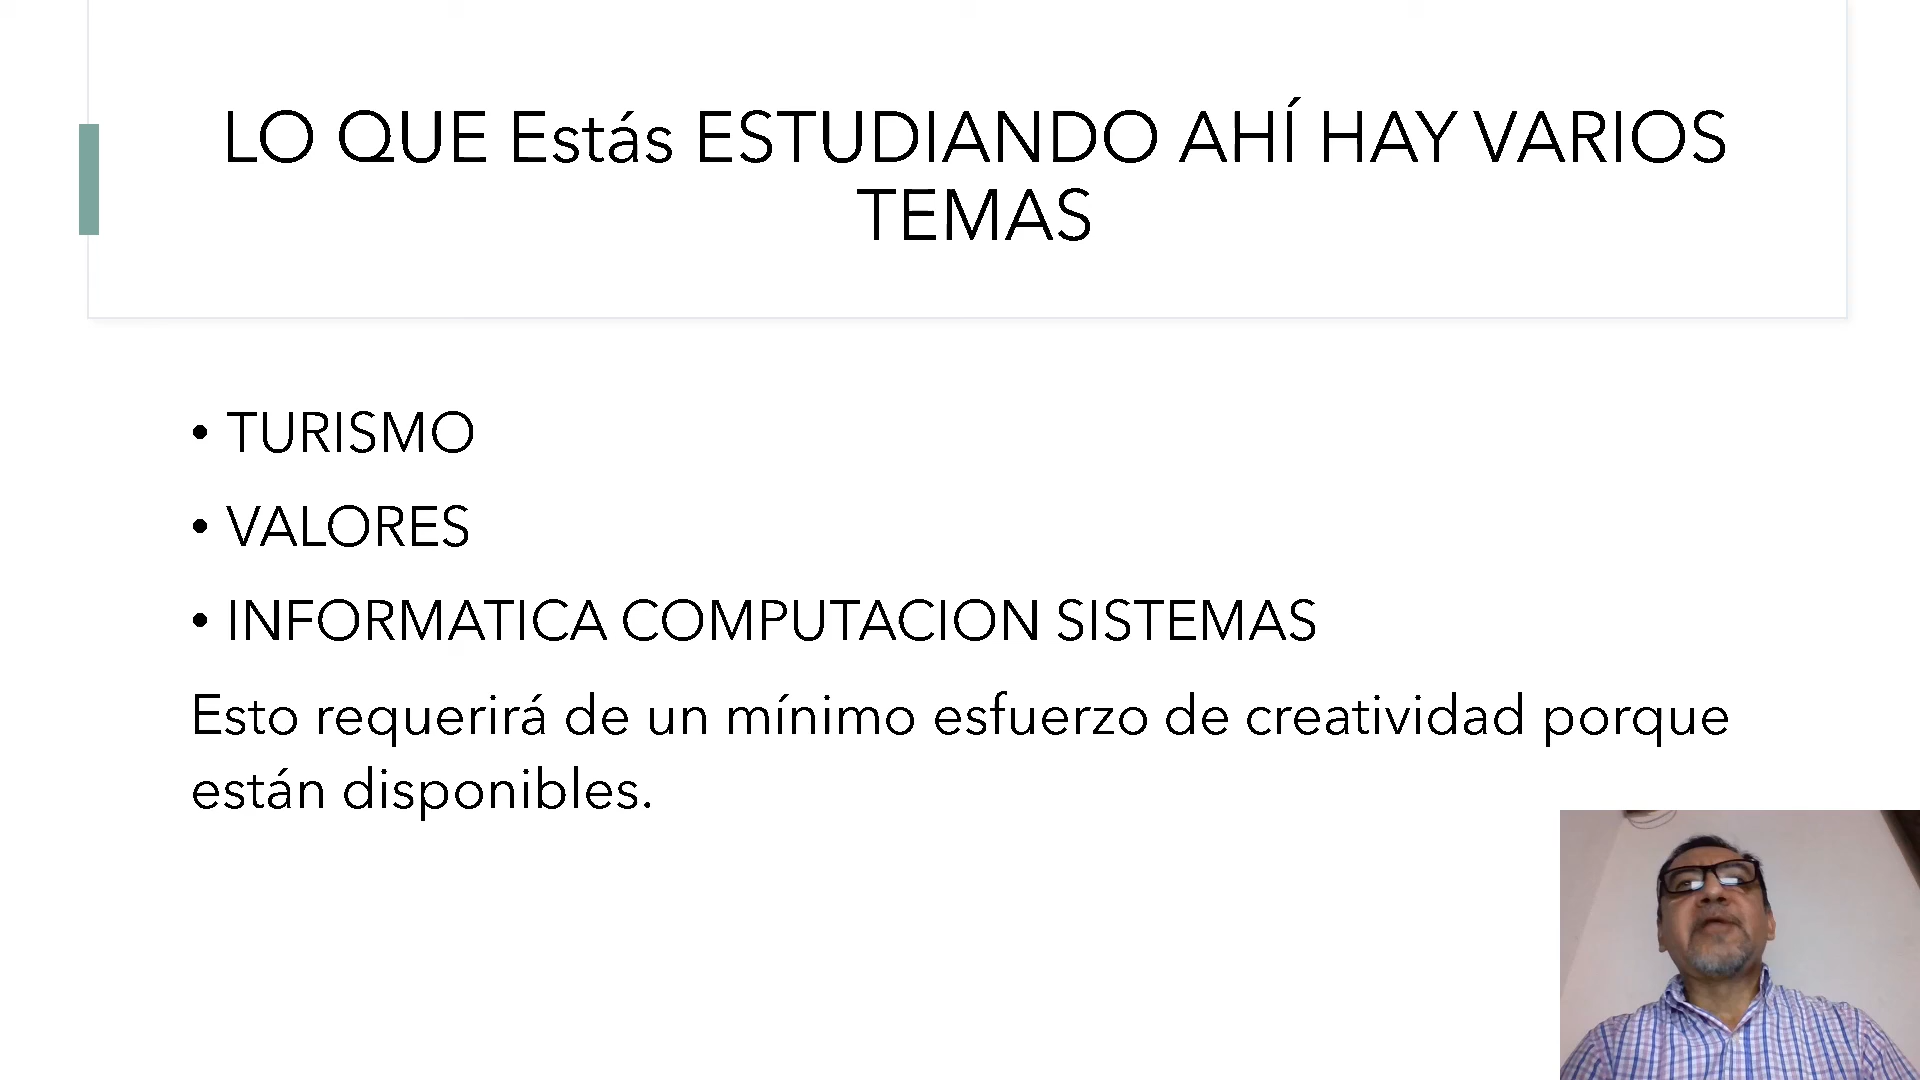 LO QUE Estás ESTUDIANDO AHÍ HAY VARIOS
TEMAS
• TURISMO
• VALORES
• INFORMATICA COMPUTACION SISTEMAS
Esto requerirá de un mínimo esfuerzo de creatividad porque
están disponibles.